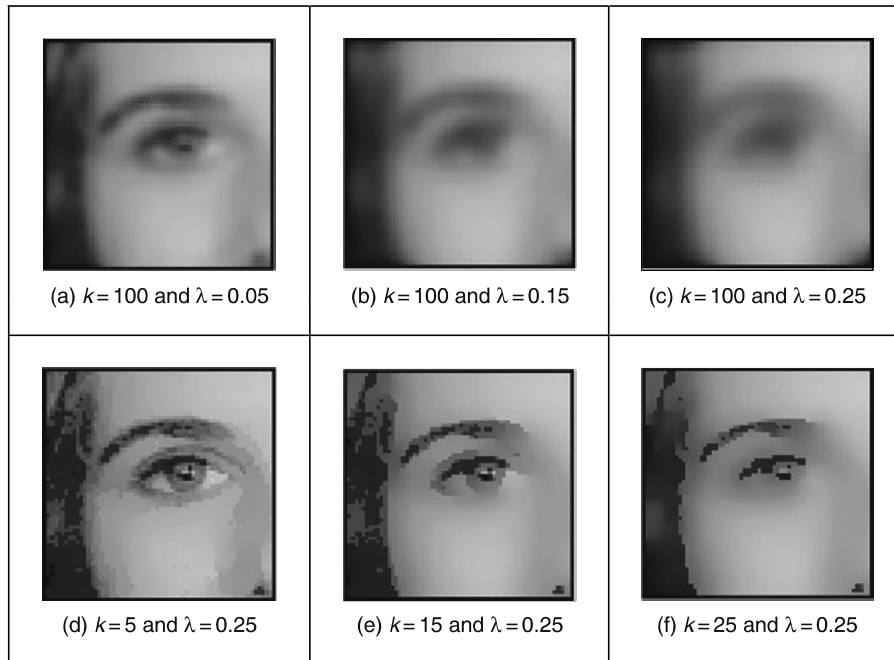 (a) k = 100 and λ = 0.05
(b) k = 100 and λ = 0.15
(c) k = 100 and λ = 0.25
(d) k = 5 and λ = 0.25
(e) k = 15 and λ = 0.25
(f) k = 25 and λ = 0.25